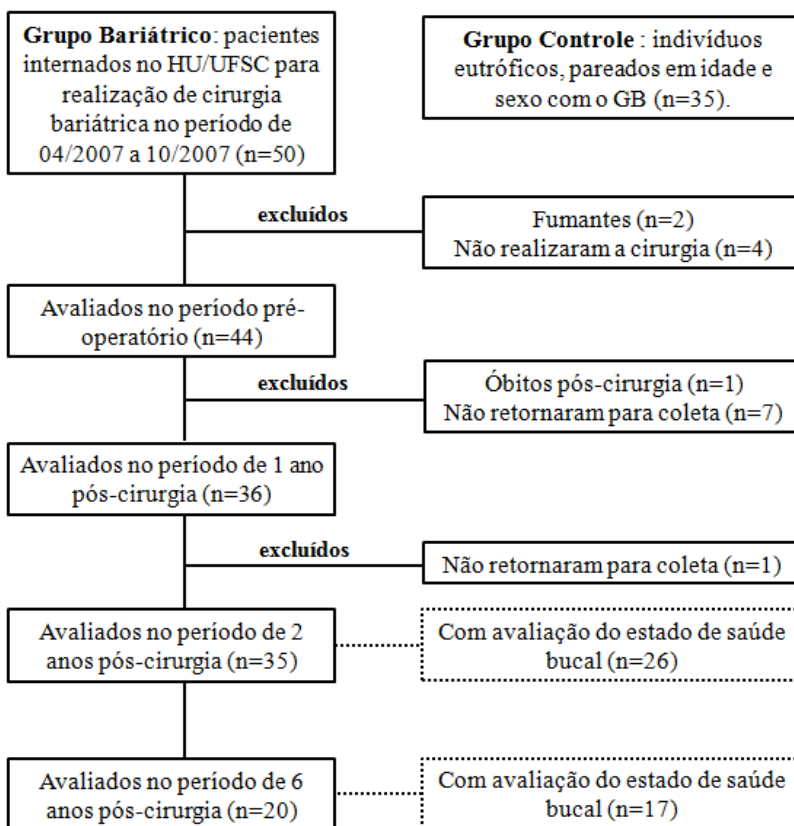 Grupo Bariátrico: pacientes
internados no HU/UFSC para
realização de cirurgia
bariátrica no período de
04/2007 a 10/2007 (n=50)
Grupo Controle : indivíduos
eutróficos, pareados em idade e
sexo com o GB (n=35).
excluídos
Fumantes (n=2)
Não realizaram a cirurgia (n=4)
Avaliados no período pré-
operatório (n=44)
excluídos
Óbitos pós-cirurgia (n=1)
Não retornaram para coleta (n=7)
Avaliados no período de 1 ano
pós-cirurgia (n=36)
excluídos
Não retornaram para coleta (n=1)
Avaliados no período de 2
anos pós-cirurgia (n=35)
Com avaliação do estado de saúde
bucal (n=26)
Avaliados no período de 6
anos pós-cirurgia (n=20)
Com avaliação do estado de saúde
bucal (n=17)